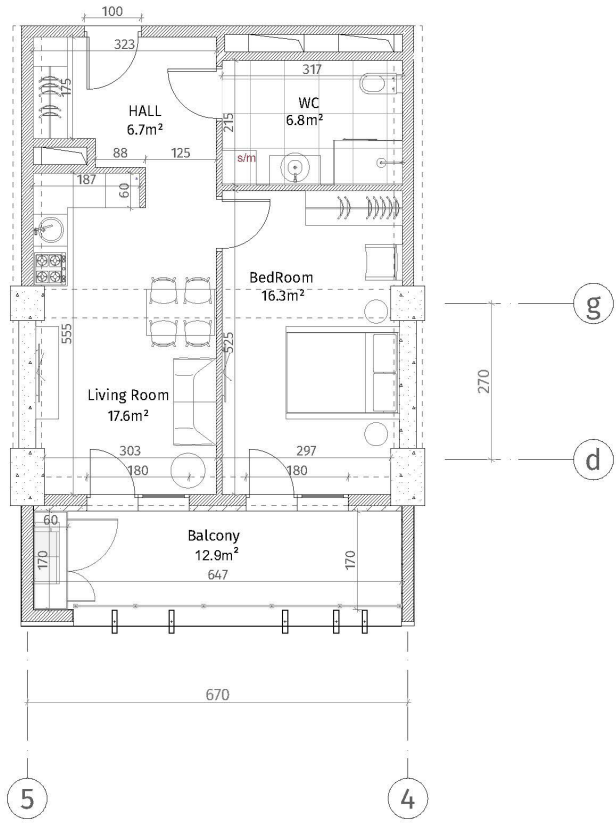 100
323
317
175
HALL
6.7m²
WC
6.8m²
215
88
125
s/m
187
60
BedRoom
16.3m²
g
555
525
270
Living Room
17.6m²
303
297
d
180
180
60
Balcony
12.9m²
170
170
647
670
5
4